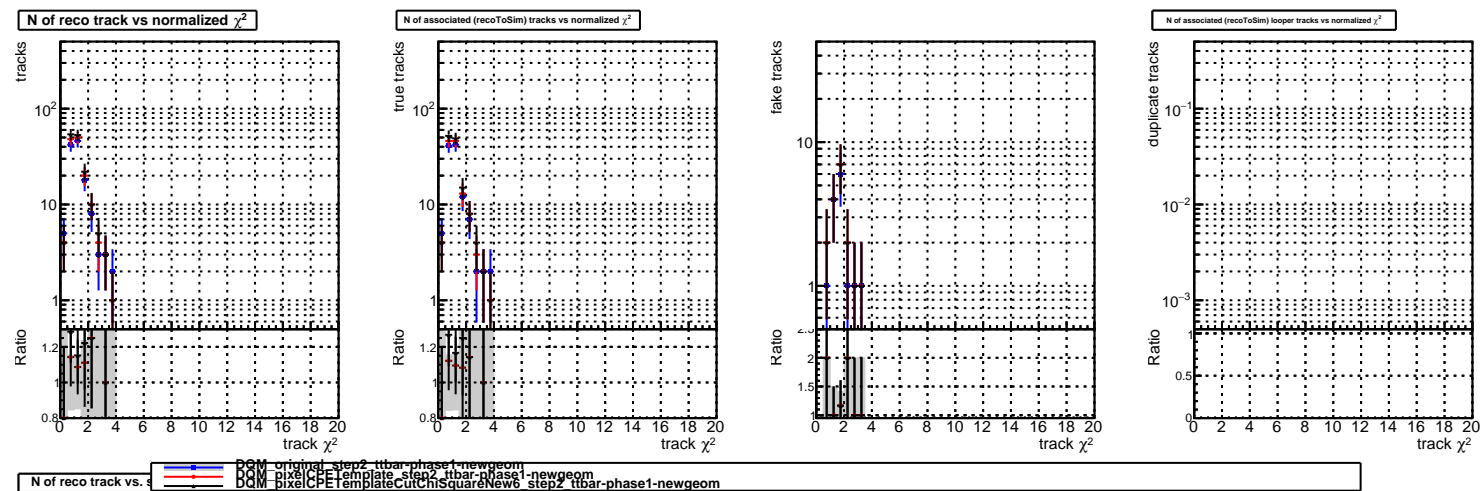 N of reco track vs normalized χ²
N of associated (recoToSim) tracks vs normalized χ²
N of associated (recoToSim) looper tracks vs normalized χ²
tracks
10²
10
1
Ratio
1.2
1
0.8
0 2 4 6 8 10 12 14 16 18 20
track χ²
true tracks
10²
10
1
Ratio
1.2
1
0.8
0 2 4 6 8 10 12 14 16 18 20
track χ²
fake tracks
10
1
Ratio
2.5
2
1.5
1
0 2 4 6 8 10 12 14 16 18 20
track χ²
duplicate tracks
10⁻¹
10⁻²
10⁻³
Ratio
1
0.5
0
0 2 4 6 8 10 12 14 16 18 20
track χ²
N of reco track vs. s
DQM_original_step2_ttbar-phase1-newgeom
DQM_pixelCPETemplate_step2_ttbar-phase1-newgeom
DQM_pixelCPETemplateCutChiSquareNew6_step2_ttbar-phase1-newgeom